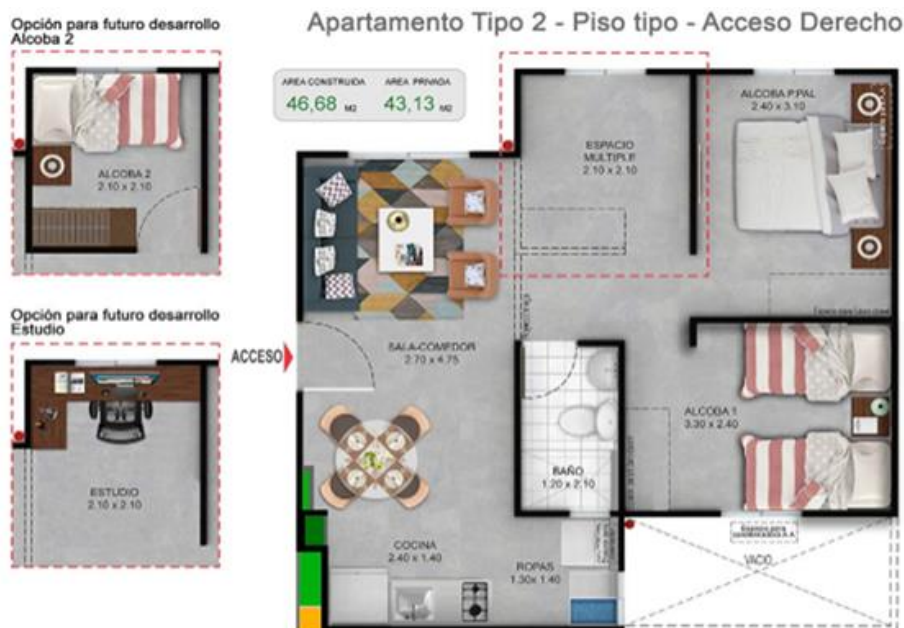 Opción para futuro desarrollo
Alcoba 2
ALCOBA 2
2.10 x 2.10
Opción para futuro desarrollo
Estudio
ESTUDIO
2.10 x 2.10
Apartamento Tipo 2 - Piso tipo - Acceso Derecho
AREA CONSTRUIDA
46,68 M2
AREA PRIVADA
43,13 M2
ESPACIO
MULTIPLE
2.10 x 2.10
ALCOBA P.PAL
2.40 x 3.10
ACCESO
SALA-COMEDOR
2.70 x 4.75
ALCOBA 1
3.30 x 2.40
BAÑO
1.20 x 2.10
COCINA
2.40 x 1.40
ROPAS
1.30x 1.40
VACIO